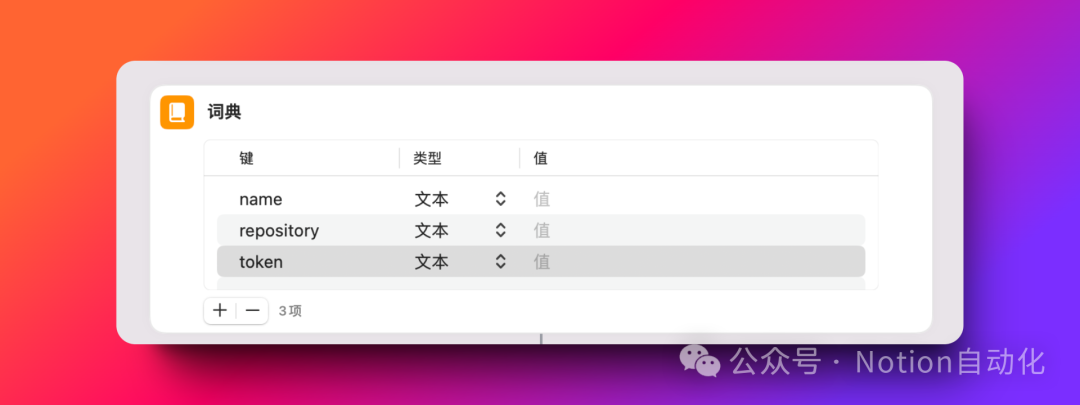 词典
键 类型 值
name 文本 值
repository 文本 值
token 文本 值
3项
公众号 · Notion自动化